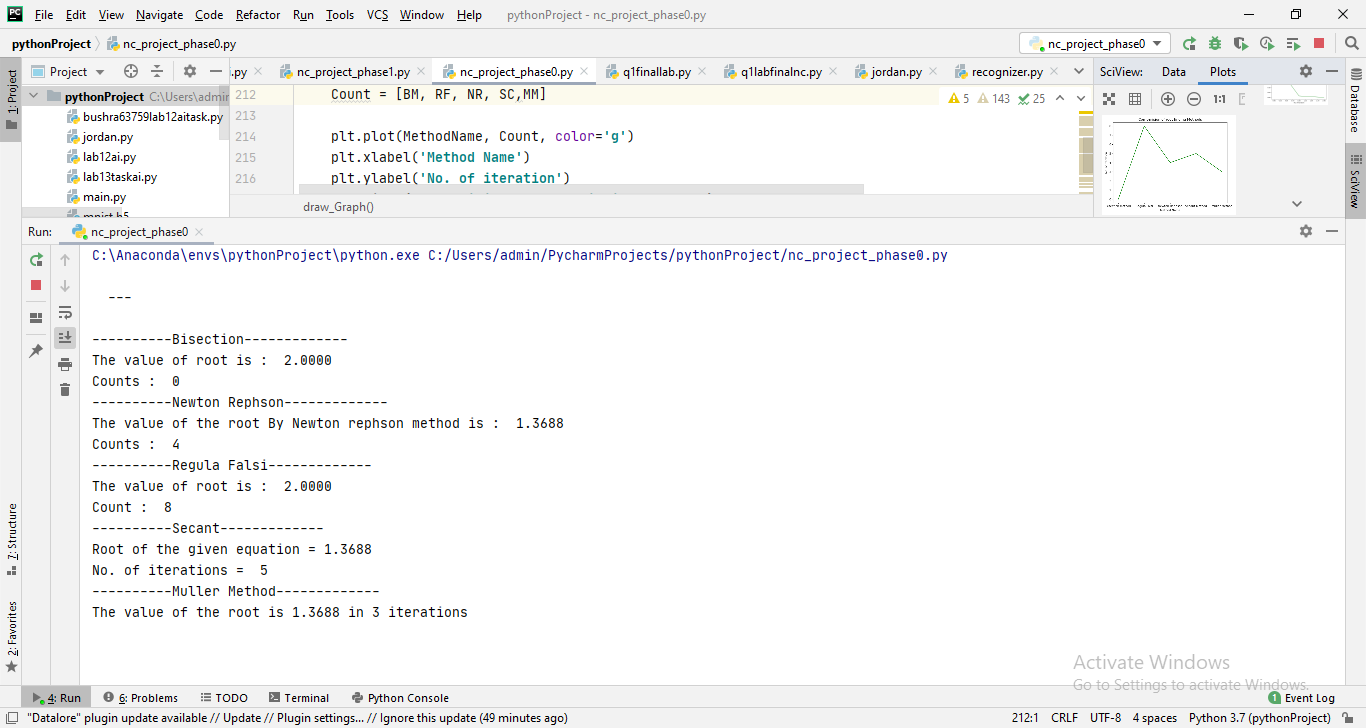 PC File Edit View Navigate Code Refactor Run Tools VCS Window Help pythonProject - nc_project_phase0.py
pythonProject nc_project_phase0.py nc_project_phase0
1: Project
Project .py nc_project_phase1.py nc_project_phase0.py q1finallab.py q1labfinalnc.py jordan.py recognizer.py SciView: Data Plots
pythonProject C:\Users\admin
bushra63759lab12aitask.py
jordan.py
lab12ai.py
lab13taskai.py
main.py
mnist.h5
212 Count = [BM, RF, NR, SC,MM]
213
214 plt.plot(MethodName, Count, color='g')
215 plt.xlabel('Method Name')
216 plt.ylabel('No. of iteration')
5 143 25
1:1
draw_Graph()
Database
SciView
Run: nc_project_phase0
C:\Anaconda\envs\pythonProject\python.exe C:/Users/admin/PycharmProjects/pythonProject/nc_project_phase0.py
---
----------Bisection-------------
The value of root is : 2.0000
Counts : 0
----------Newton Rephson-------------
The value of the root By Newton rephson method is : 1.3688
Counts : 4
----------Regula Falsi-------------
The value of root is : 2.0000
Count : 8
----------Secant-------------
Root of the given equation = 1.3688
No. of iterations = 5
----------Muller Method-------------
The value of the root is 1.3688 in 3 iterations
7: Structure
2: Favorites
Activate Windows
Go to Settings to activate Windows.
4: Run 6: Problems TODO Terminal Python Console 1 Event Log
"Datalore" plugin update available // Update // Plugin settings... // Ignore this update (49 minutes ago) 212:1 CRLF UTF-8 4 spaces Python 3.7 (pythonProject)